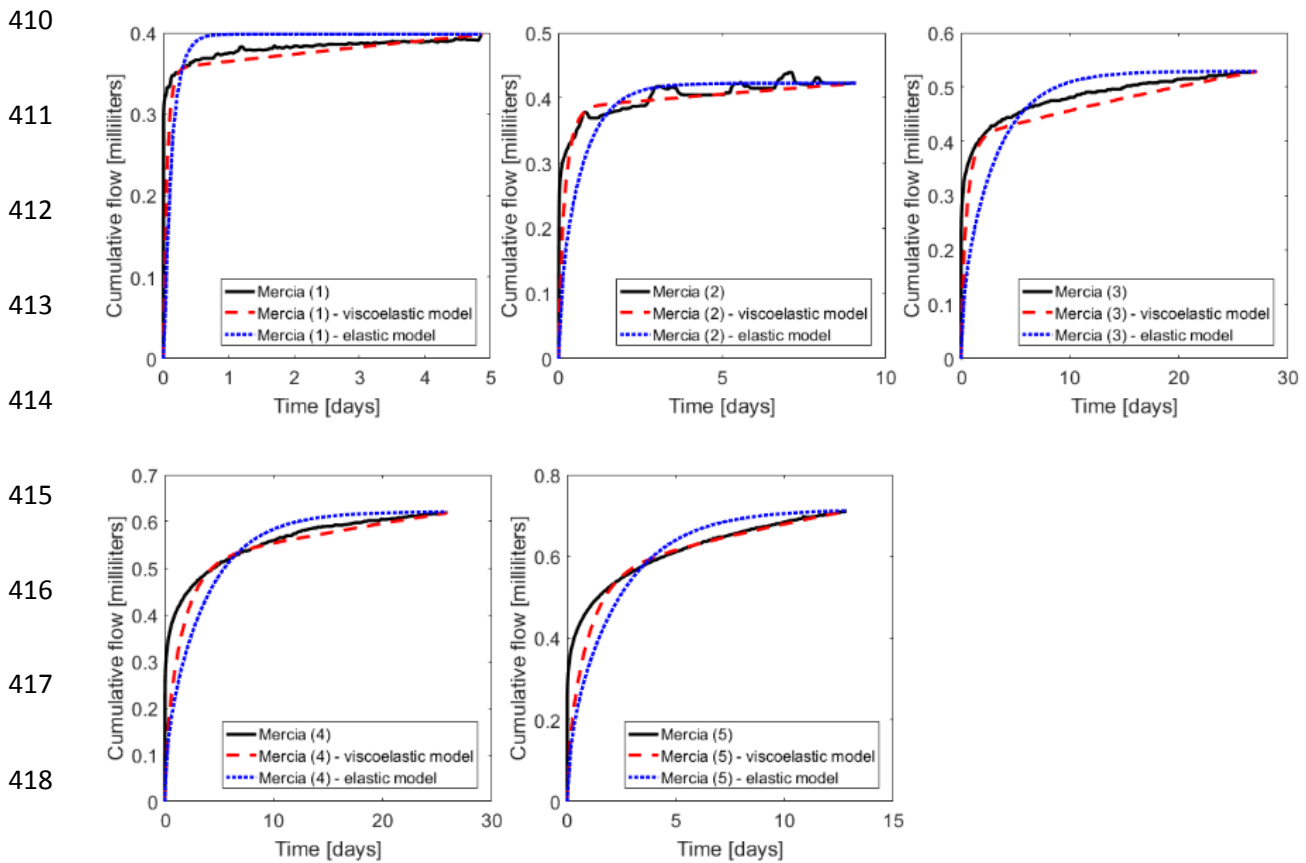 410
411
412
413
414
415
416
417
418
Cumulative flow [milliliters]
0.4
0.3
0.2
0.1
0
Mercia (1)
Mercia (1) - viscoelastic model
Mercia (1) - elastic model
0 1 2 3 4 5
Time [days]
Cumulative flow [milliliters]
0.5
0.4
0.3
0.2
0.1
0
Mercia (2)
Mercia (2) - viscoelastic model
Mercia (2) - elastic model
0 5 10
Time [days]
Cumulative flow [milliliters]
0.6
0.5
0.4
0.3
0.2
0.1
0
Mercia (3)
Mercia (3) - viscoelastic model
Mercia (3) - elastic model
0 10 20 30
Time [days]
Cumulative flow [milliliters]
0.7
0.6
0.5
0.4
0.3
0.2
0.1
0
Mercia (4)
Mercia (4) - viscoelastic model
Mercia (4) - elastic model
0 10 20 30
Time [days]
Cumulative flow [milliliters]
0.8
0.6
0.4
0.2
0
Mercia (5)
Mercia (5) - viscoelastic model
Mercia (5) - elastic model
0 5 10 15
Time [days]